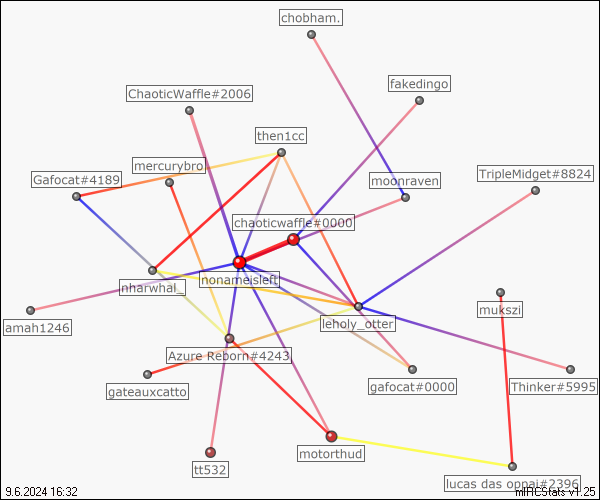 chobham.
fakedingo
ChaoticWaffle#2006
then1cc
mercurybro
Gafocat#4189
moonraven
TripleMidget#8824
chaoticwaffle#0000
nonameisleft
nharwhal_
mukszi
leholy_otter
amah1246
Azure Reborn#4243
gateauxcatto
gafocat#0000
Thinker#5995
motorthud
tt532
lucas das oppai#2396
9.6.2024 16:32
mIRCStats v1.25